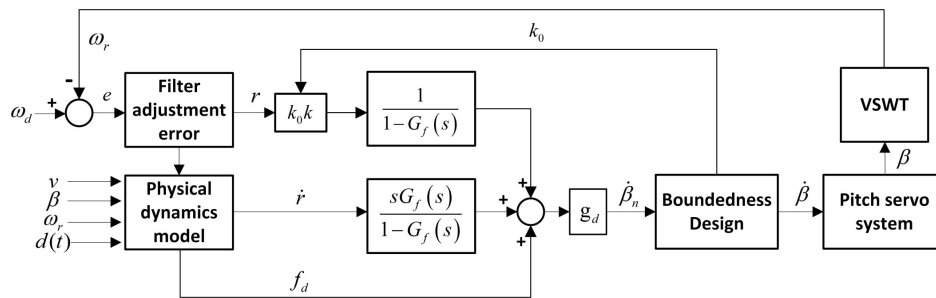 ω_r
k_0
-
+
ω_d
e
Filter
adjustment
error
r
k_0k
1
1−G_f(s)
VSWT
+
β
v
β
ω_r
d(t)
Physical
dynamics
model
ṙ
sG_f(s)
1−G_f(s)
+
+
g_d
β̇_n
Boundedness
Design
β̇
Pitch servo
system
f_d